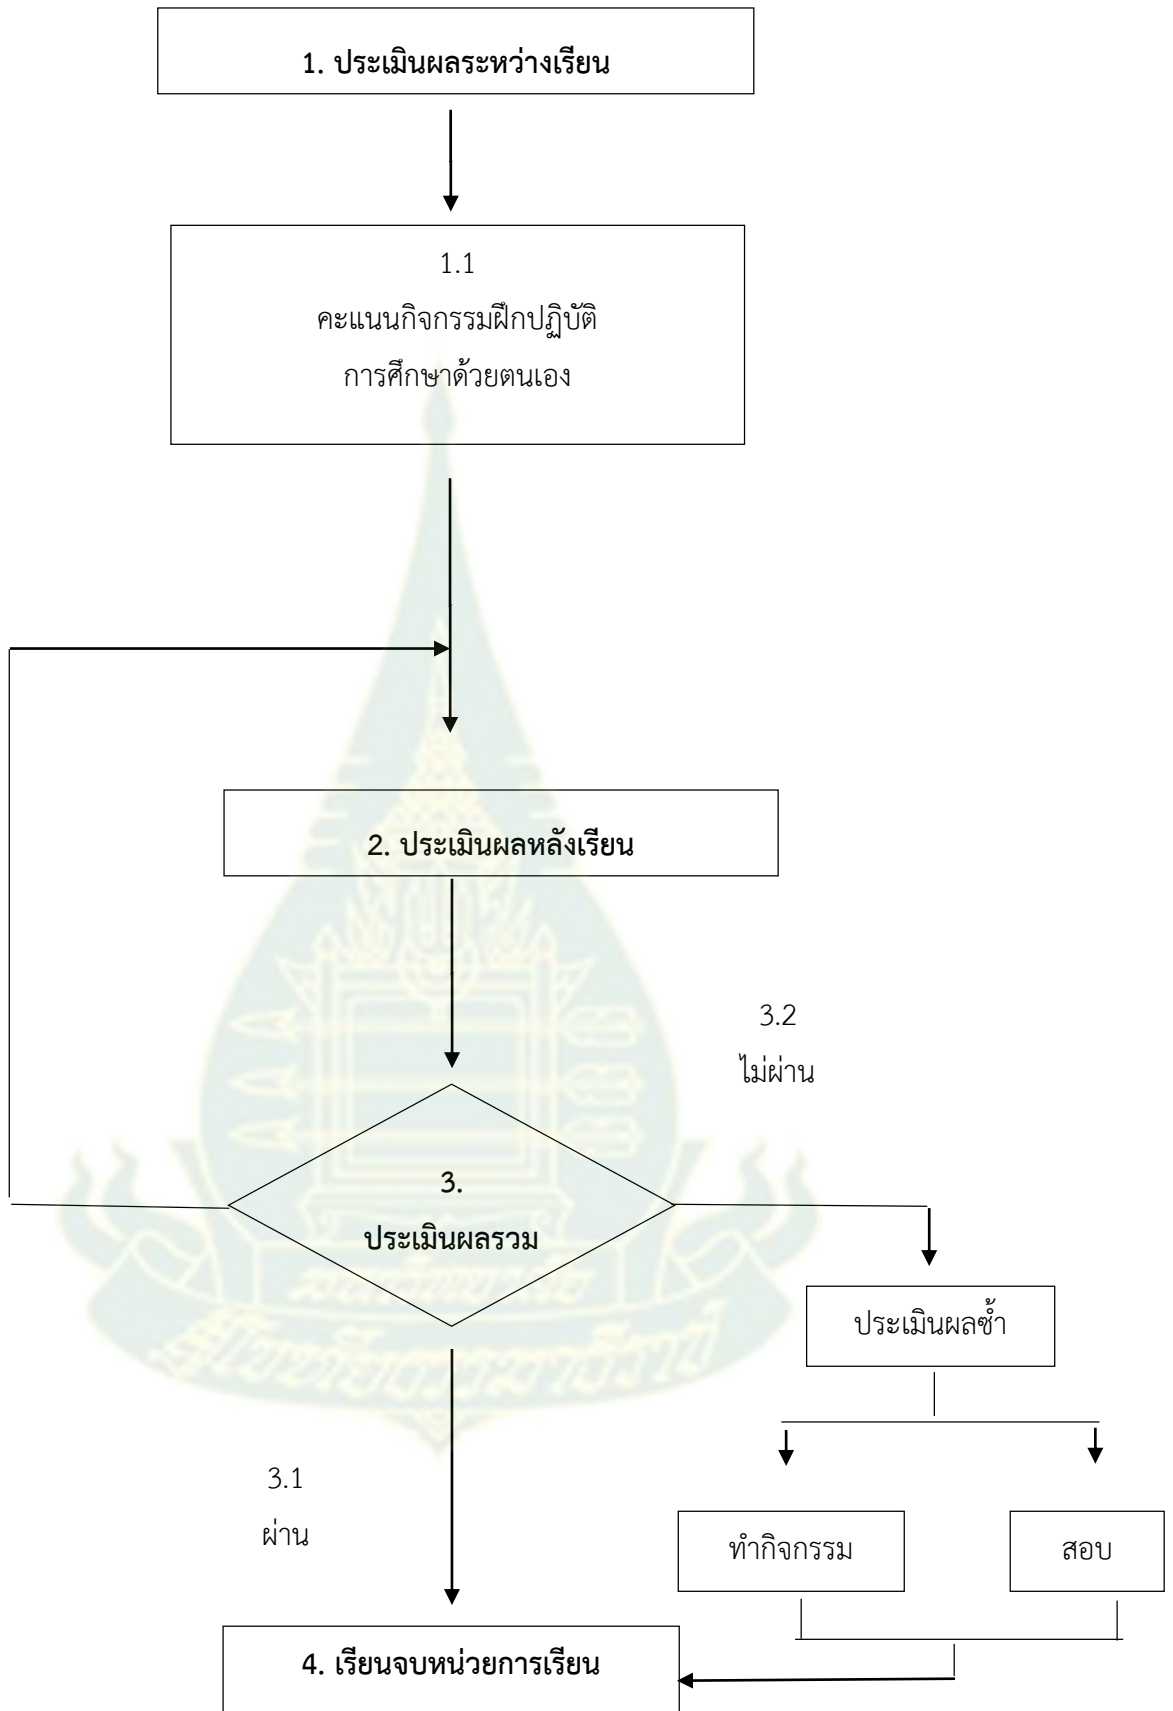 1. ประเมินผลระหว่างเรียน
1.1
คะแนนกิจกรรมฝึกปฏิบัติ
การศึกษาด้วยตนเอง
2. ประเมินผลหลังเรียน
3.2
ไม่ผ่าน
3.
ประเมินผลรวม
ประเมินผลซ้ำ
3.1
ผ่าน
ทำกิจกรรม
สอบ
4. เรียนจบหน่วยการเรียน